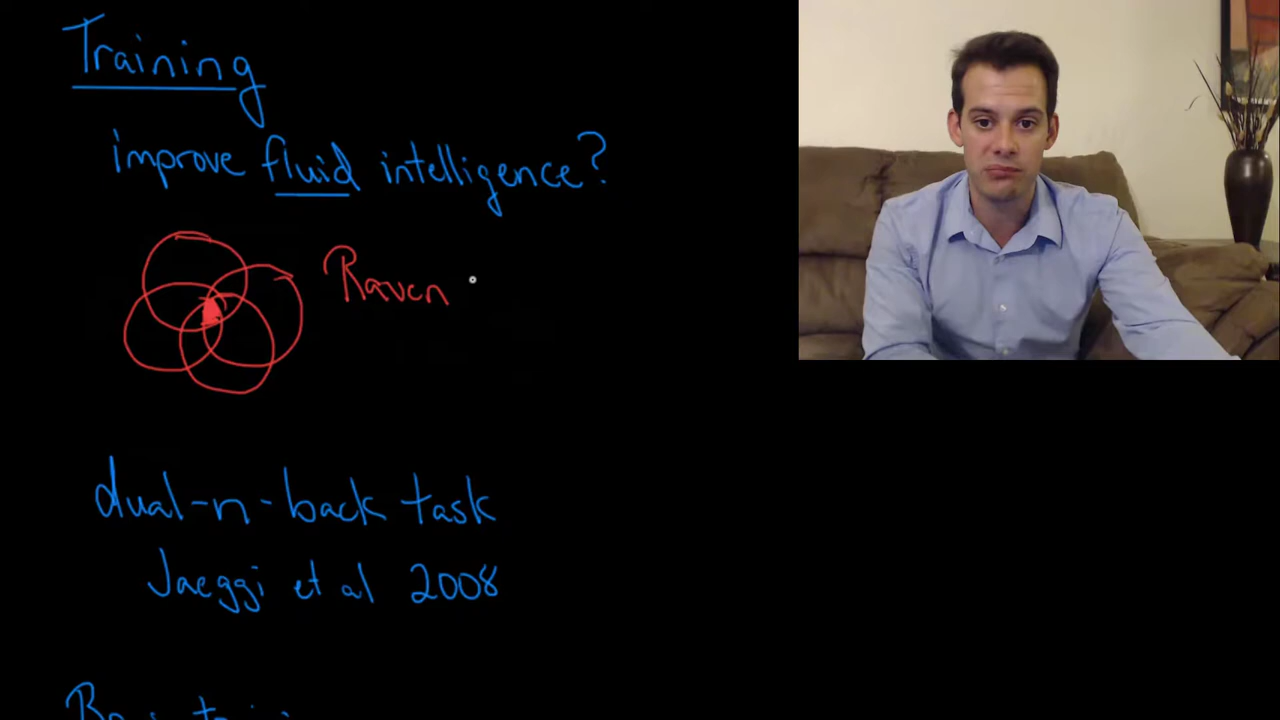 Training
improve fluid intelligence?
Raven
dual-n-back task
Jaeggi et al 2008